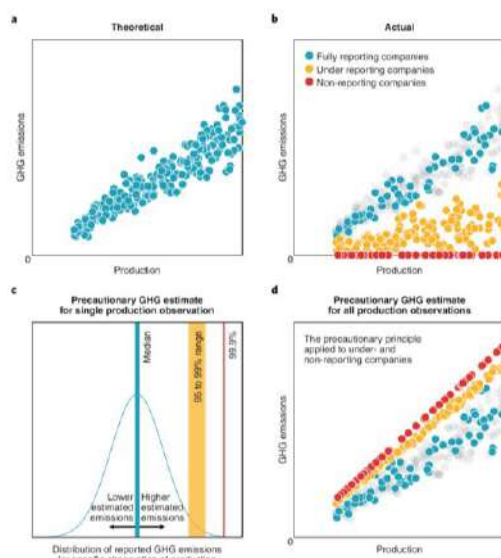 a
Theoretical
GHG emissions
0
Production
b
Actual
Fully reporting companies
Under reporting companies
Non-reporting companies
GHG emissions
0
Production
c
Precautionary GHG estimate
for single production observation
Median
95 to 99% range
99.9%
Lower
estimated
emissions
Higher
estimated
emissions
Distribution of reported GHG emissions
d
Precautionary GHG estimate
for all production observations
The precautionary principle
applied to under- and
non-reporting companies
GHG emissions
0
Production